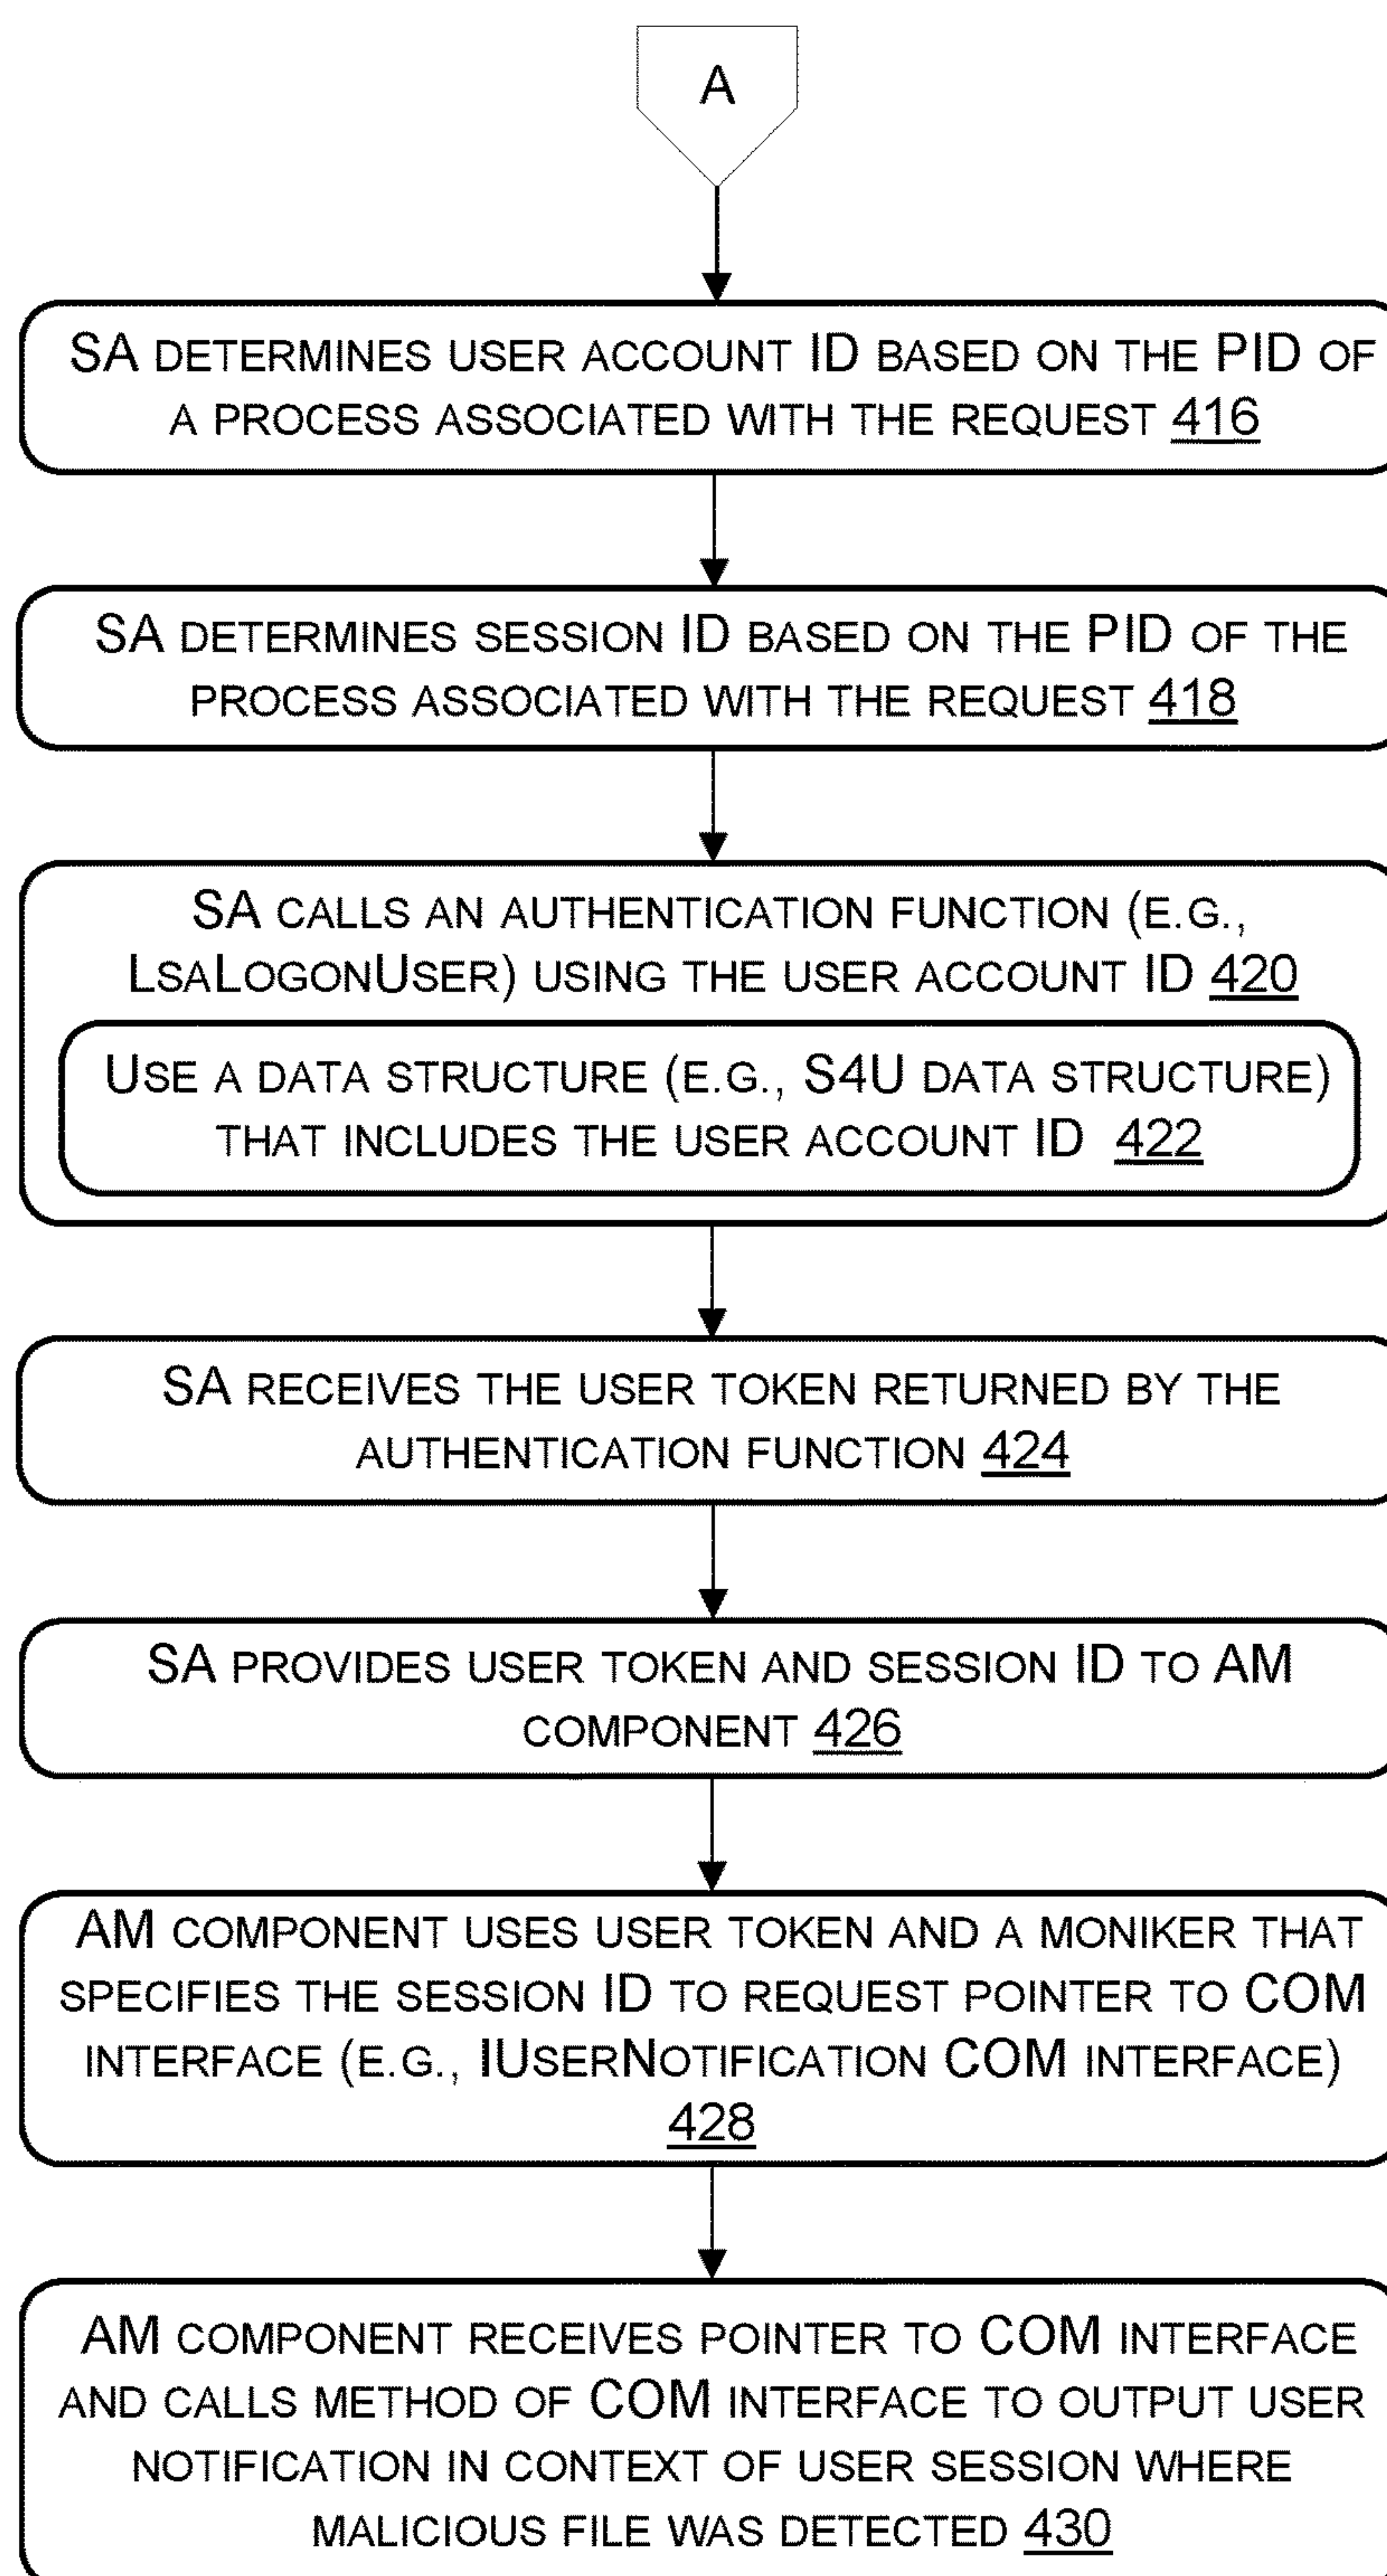 A
SA DETERMINES USER ACCOUNT ID BASED ON THE PID OF
A PROCESS ASSOCIATED WITH THE REQUEST 416
SA DETERMINES SESSION ID BASED ON THE PID OF THE
PROCESS ASSOCIATED WITH THE REQUEST 418
SA CALLS AN AUTHENTICATION FUNCTION (E.G.,
LSALOGONUSER) USING THE USER ACCOUNT ID 420
USE A DATA STRUCTURE (E.G., S4U DATA STRUCTURE)
THAT INCLUDES THE USER ACCOUNT ID 422
SA RECEIVES THE USER TOKEN RETURNED BY THE
AUTHENTICATION FUNCTION 424
SA PROVIDES USER TOKEN AND SESSION ID TO AM
COMPONENT 426
AM COMPONENT USES USER TOKEN AND A MONIKER THAT
SPECIFIES THE SESSION ID TO REQUEST POINTER TO COM
INTERFACE (E.G., IUSERNOTIFICATION COM INTERFACE)
428
AM COMPONENT RECEIVES POINTER TO COM INTERFACE
AND CALLS METHOD OF COM INTERFACE TO OUTPUT USER
NOTIFICATION IN CONTEXT OF USER SESSION WHERE
MALICIOUS FILE WAS DETECTED 430